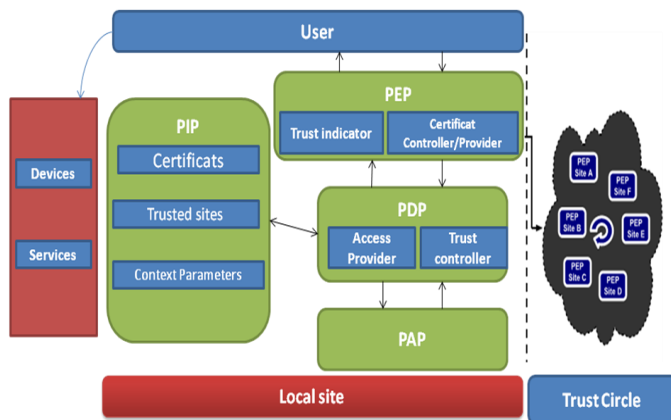 User
PEP
Trust indicator
Certificat
Controller/Provider
PIP
Certificats
Trusted sites
Context Parameters
Devices
Services
PDP
Access
Provider
Trust
controller
PAP
PEP
Site A
PEP
Site F
PEP
Site B
PEP
Site E
PEP
Site C
PEP
Site D
Local site
Trust Circle